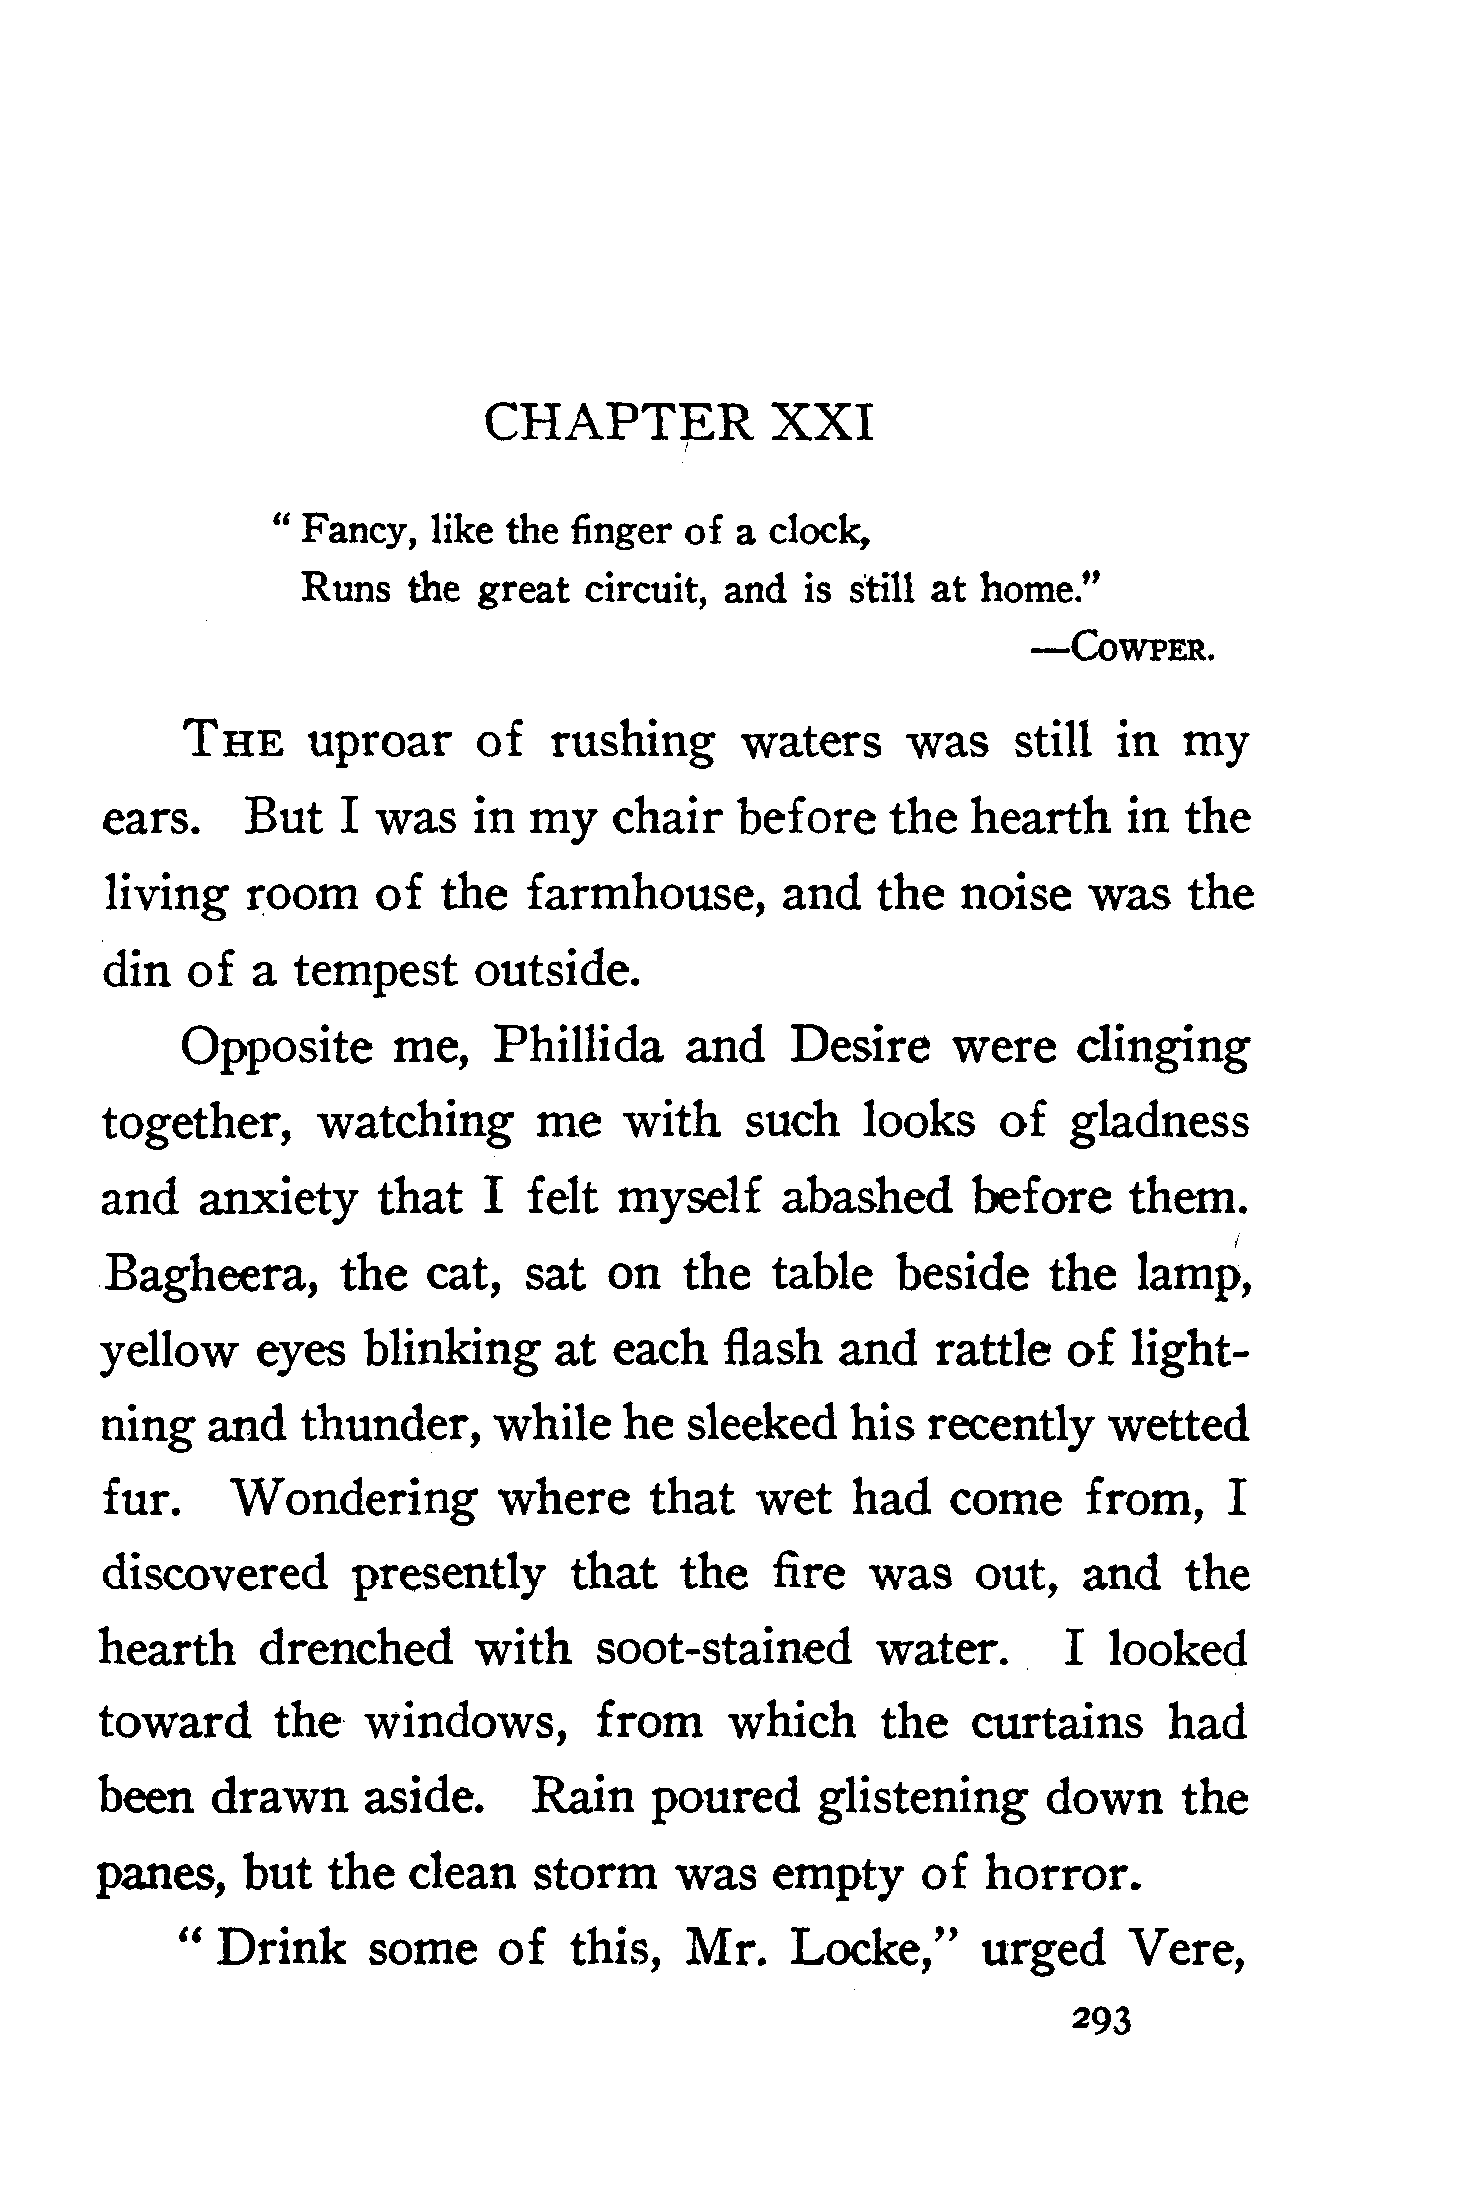 CHAPTER XXI
“ Fancy, like the finger of a clock,
Runs the great circuit, and is still at home.”
—COWPER.
THE uproar of rushing waters was still in my
ears. But I was in my chair before the hearth in the
living room of the farmhouse, and the noise was the
din of a tempest outside.
Opposite me, Phillida and Desire were clinging
together, watching me with such looks of gladness
and anxiety that I felt myself abashed before them.
Bagheera, the cat, sat on the table beside the lamp,
yellow eyes blinking at each flash and rattle of light-
ning and thunder, while he sleeked his recently wetted
fur. Wondering where that wet had come from, I
discovered presently that the fire was out, and the
hearth drenched with soot-stained water. I looked
toward the windows, from which the curtains had
been drawn aside. Rain poured glistening down the
panes, but the clean storm was empty of horror.
“ Drink some of this, Mr. Locke,” urged Vere,
293